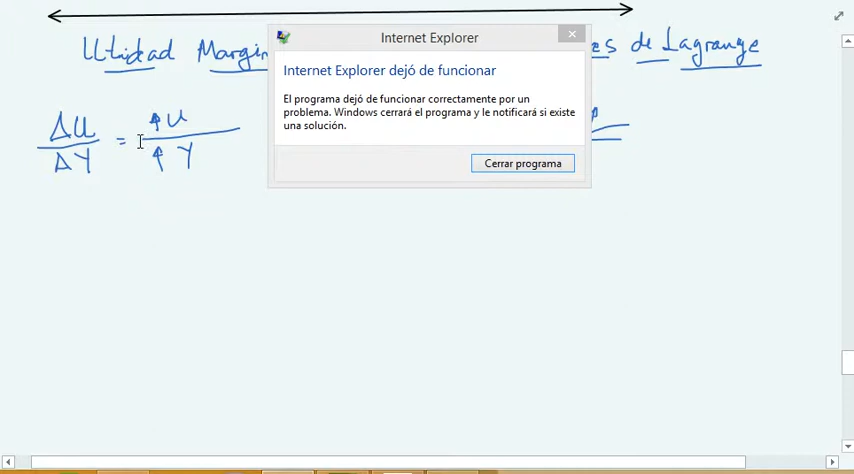 Internet Explorer
Utilidad Margin es de Lagrange
Internet Explorer dejó de funcionar
El programa dejó de funcionar correctamente por un
problema. Windows cerrará el programa y le notificará si existe
una solución.
Cerrar programa
ΔU = ↑U
ΔY ↑Y